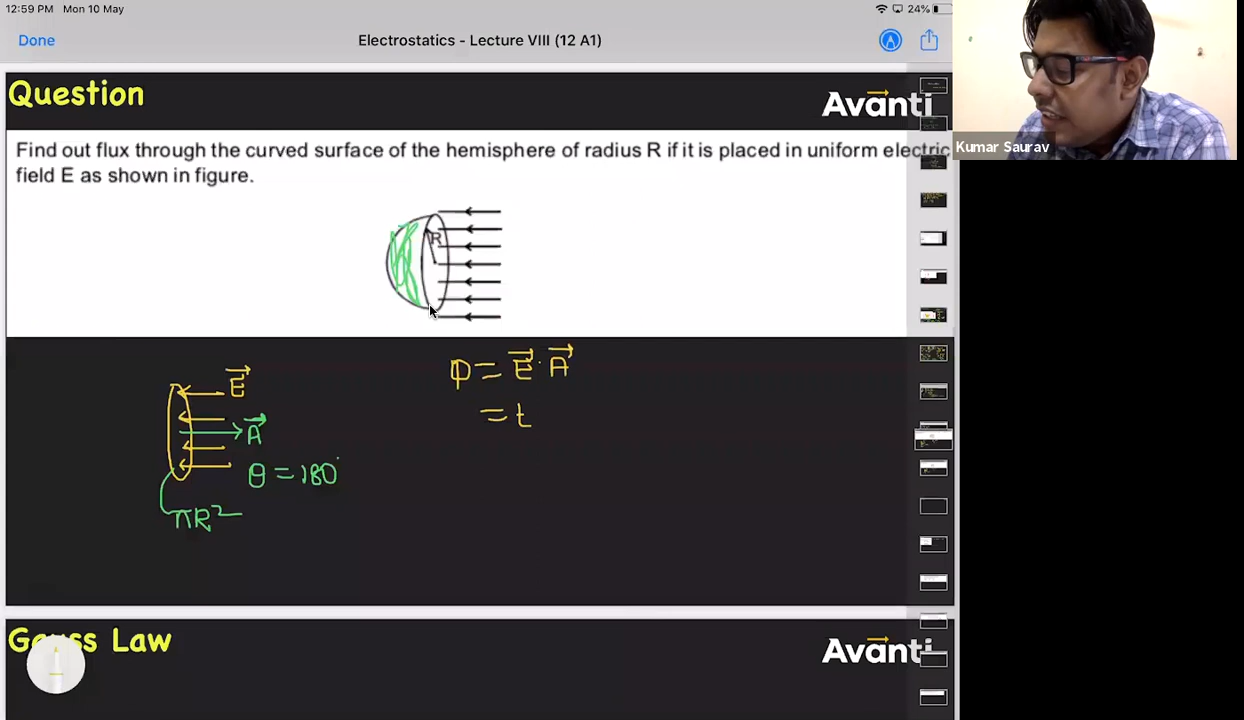 12:59 PM Mon 10 May
24%
Done
Electrostatics - Lecture VIII (12 A1)
Question
Avanti
Find out flux through the curved surface of the hemisphere of radius R if it is placed in uniform electric
field E as shown in figure.
Kumar Saurav
R
E
A
θ = 180°
πR²
Φ = E · A
= t
Gauss Law
Avanti